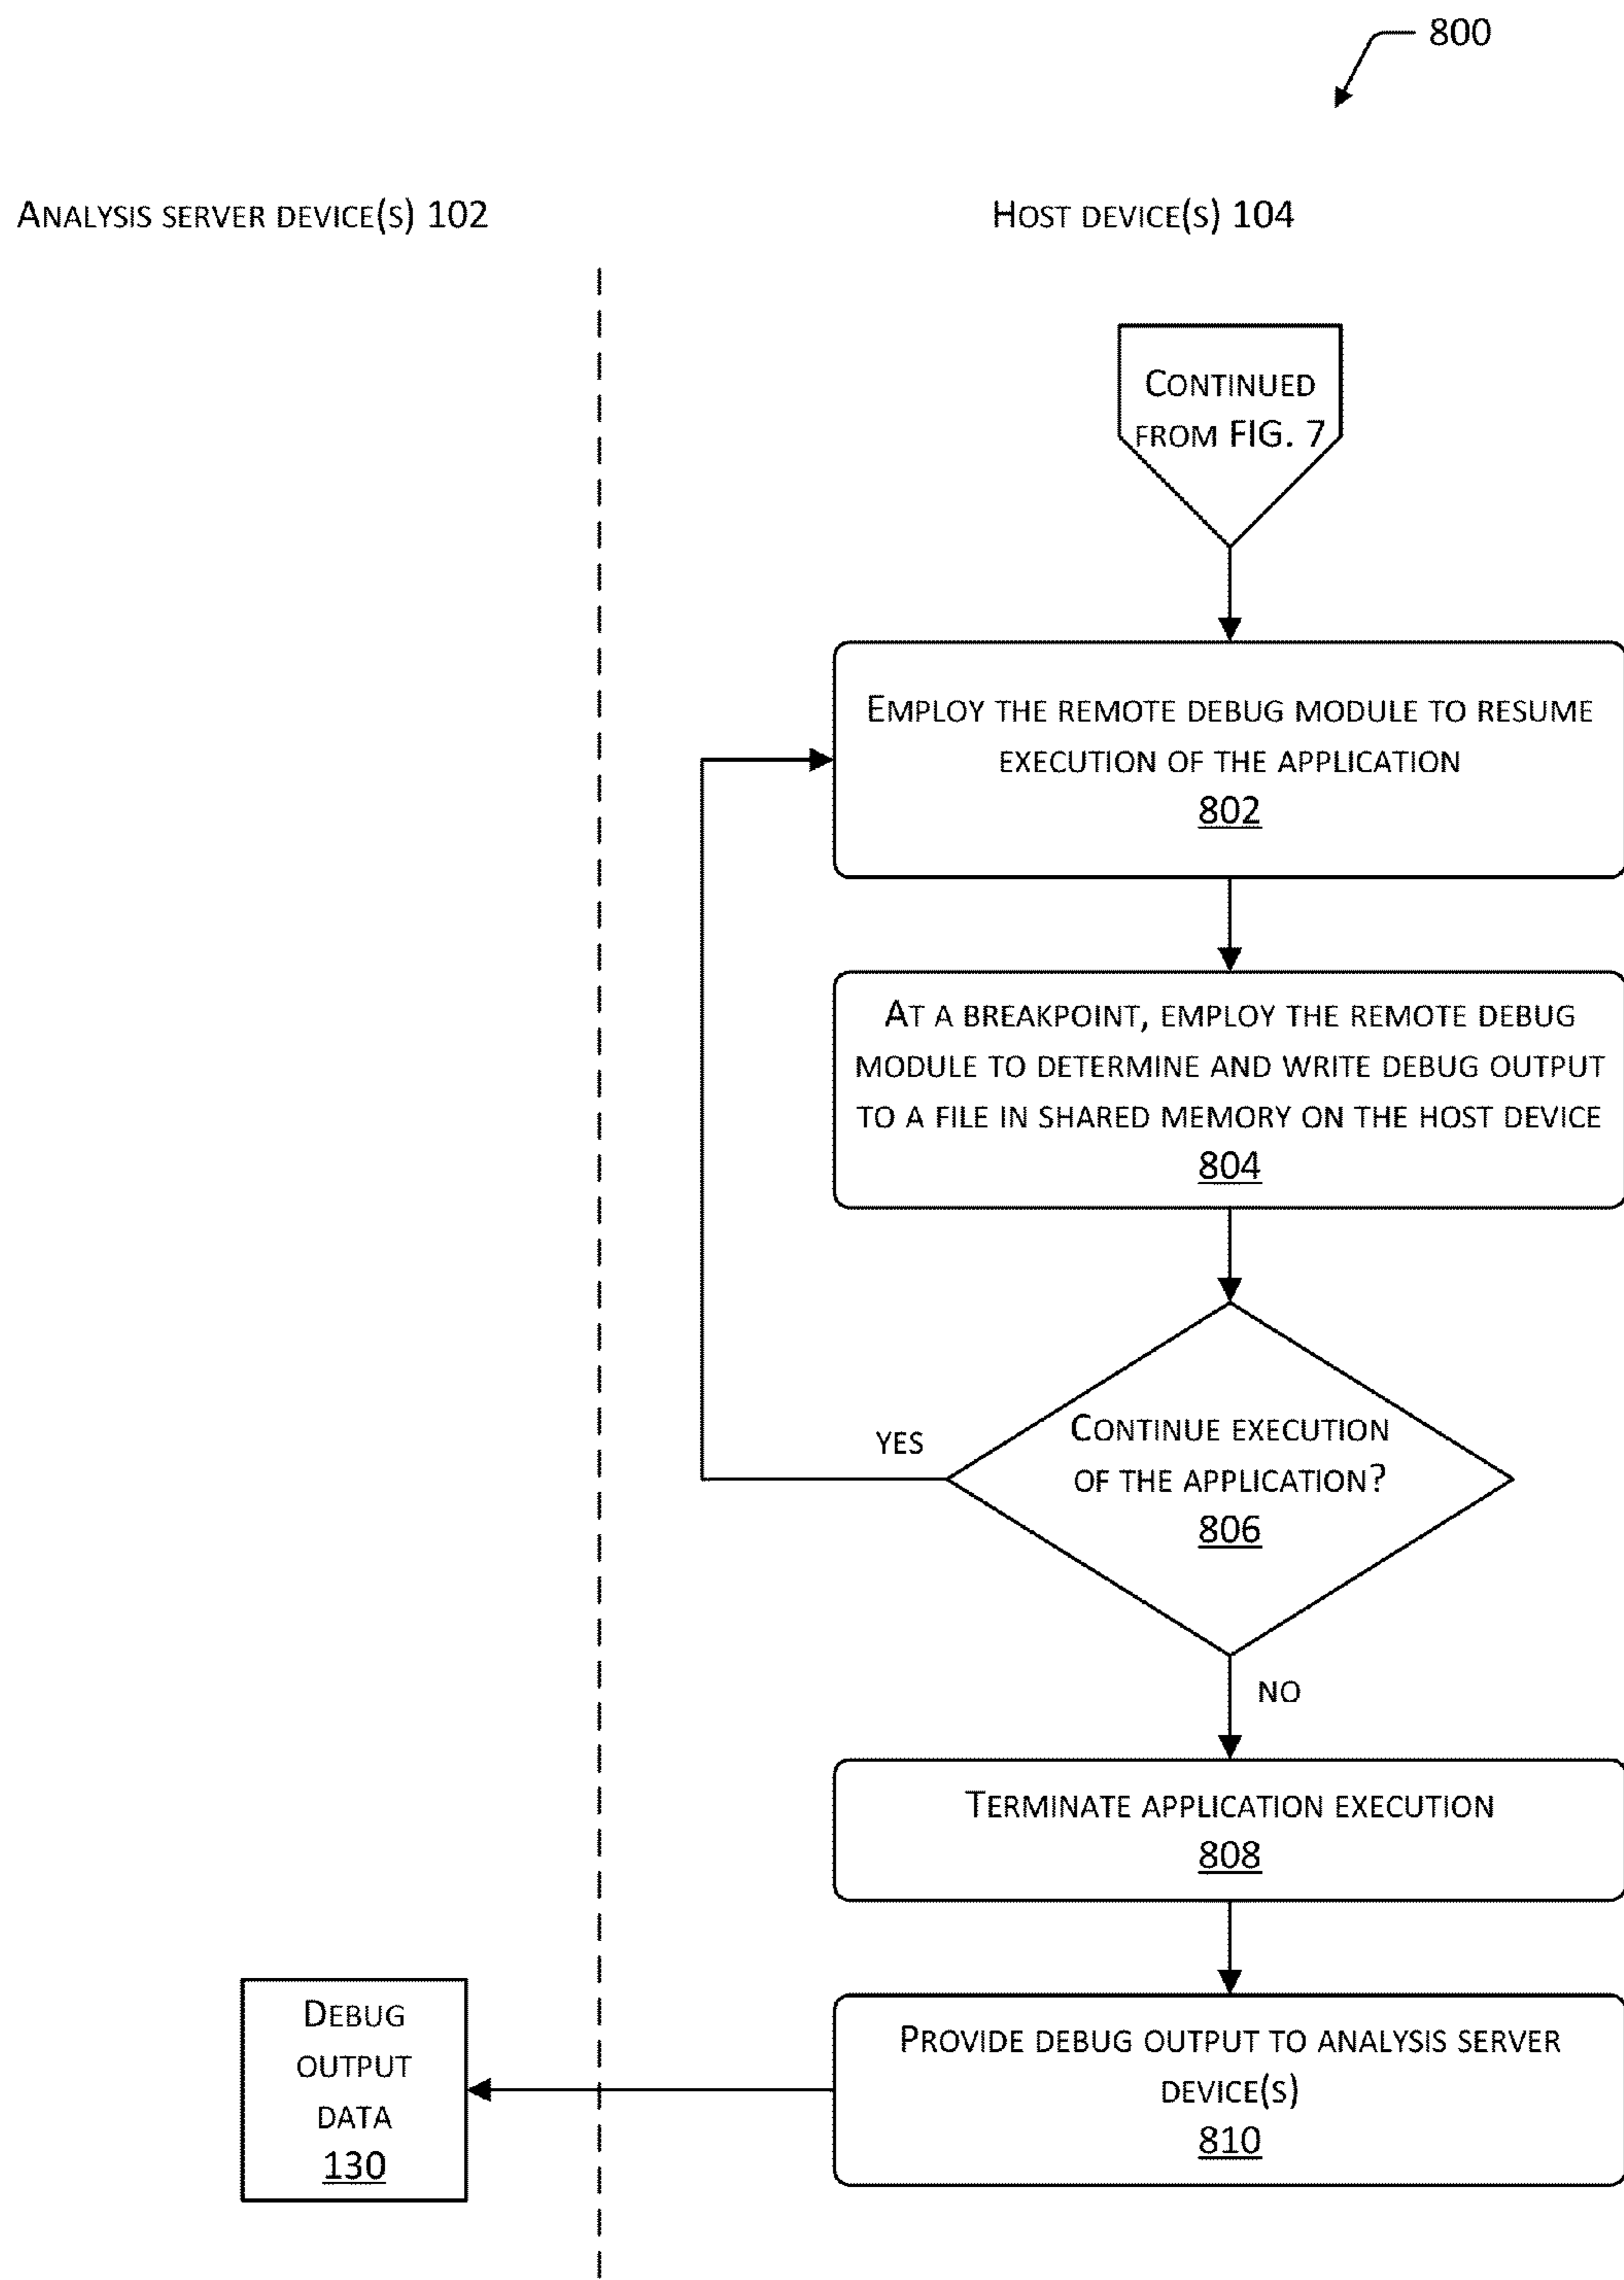 800
Analysis server device(s) 102
Host device(s) 104
Continued
from FIG. 7
Employ the remote debug module to resume
execution of the application
802
At a breakpoint, employ the remote debug
module to determine and write debug output
to a file in shared memory on the host device
804
Continue execution
of the application?
806
yes
no
Terminate application execution
808
Provide debug output to analysis server
device(s)
810
Debug
output
data
130